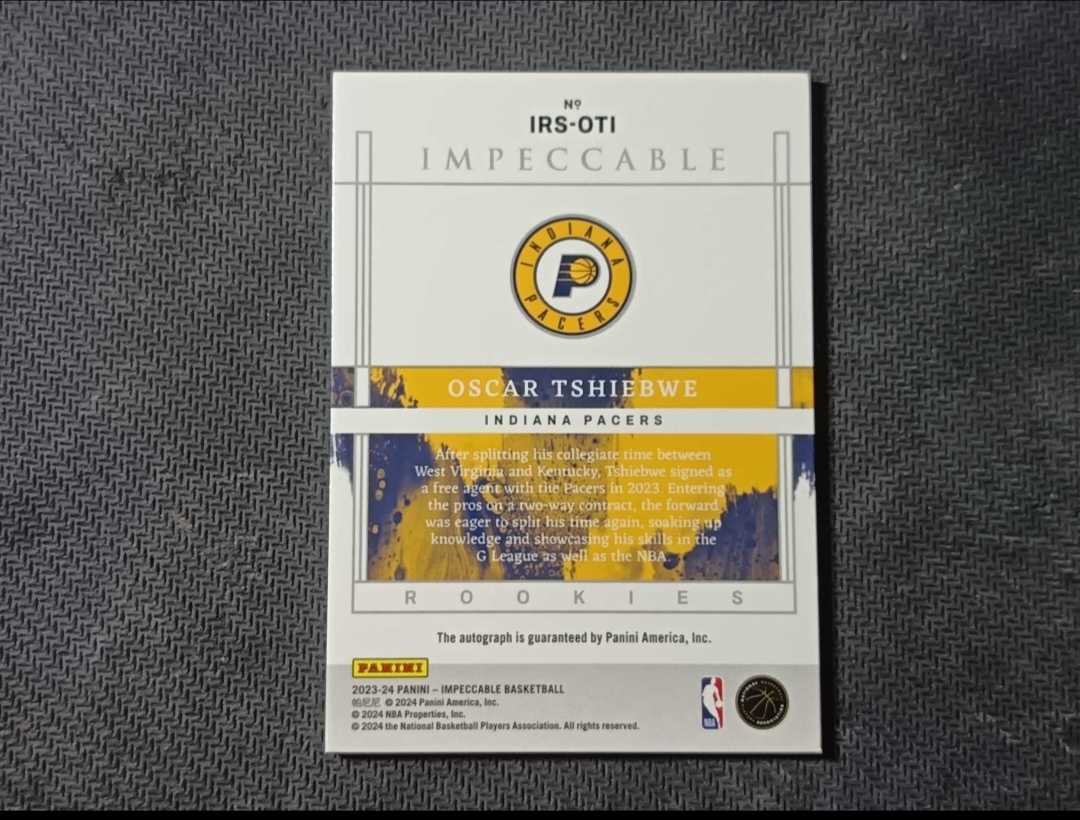 Nº
IRS-OTI
IMPECCABLE
INDIANA
PACERS
OSCAR TSHIEBWE
INDIANA PACERS
After splitting his collegiate time between
West Virginia and Kentucky, Tshiebwe signed as
a free agent with the Pacers in 2023. Entering
the pros on a two-way contract, the forward
was eager to split his time again, soaking up
knowledge and showcasing his skills in the
G League as well as the NBA.
ROOKIES
The autograph is guaranteed by Panini America, Inc.
PANINI
2023-24 PANINI – IMPECCABLE BASKETBALL
帕尼尼 © 2024 Panini America, Inc.
© 2024 NBA Properties, Inc.
© 2024 the National Basketball Players Association. All rights reserved.
NBA